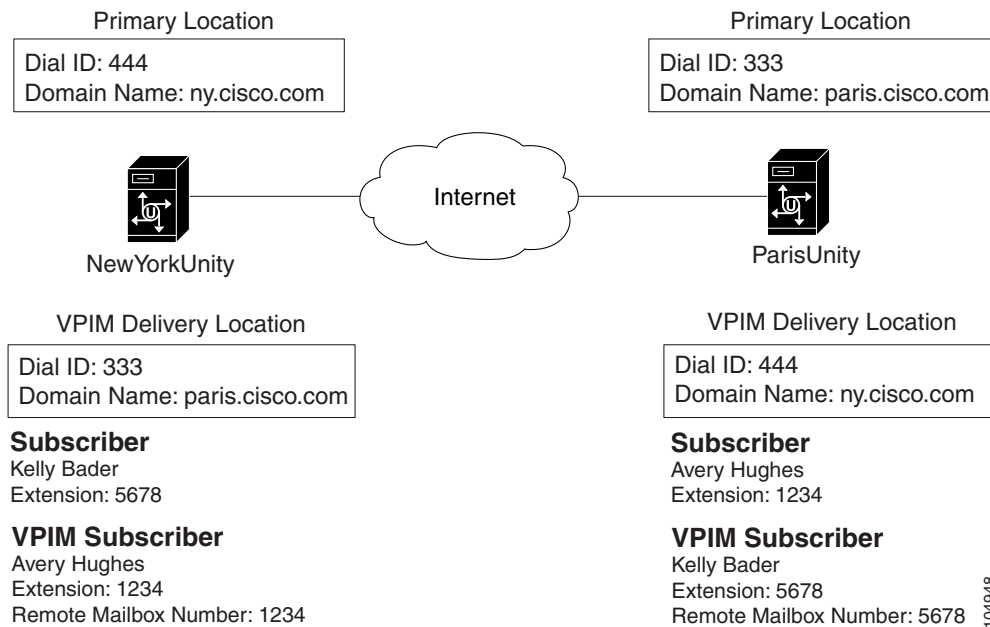 Primary Location
Dial ID: 444
Domain Name: ny.cisco.com
Primary Location
Dial ID: 333
Domain Name: paris.cisco.com
U
NewYorkUnity
Internet
U
ParisUnity
VPIM Delivery Location
Dial ID: 333
Domain Name: paris.cisco.com
Subscriber
Kelly Bader
Extension: 5678
VPIM Subscriber
Avery Hughes
Extension: 1234
Remote Mailbox Number: 1234
VPIM Delivery Location
Dial ID: 444
Domain Name: ny.cisco.com
Subscriber
Avery Hughes
Extension: 1234
VPIM Subscriber
Kelly Bader
Extension: 5678
Remote Mailbox Number: 5678
104948